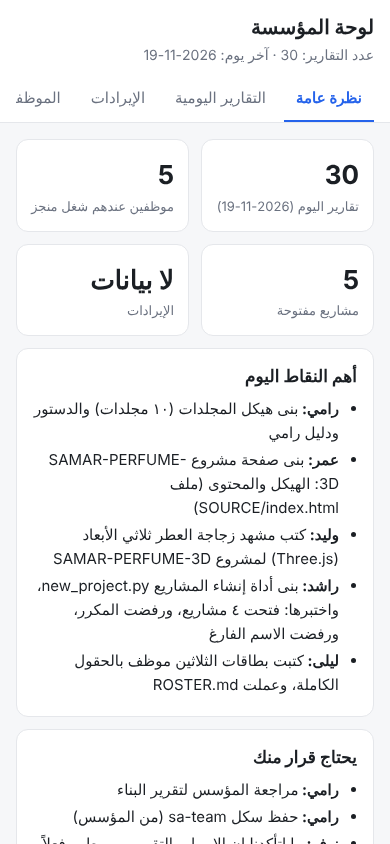 لوحة المؤسسة
عدد التقارير: 30 · آخر يوم: 2026-11-19
نظرة عامة
التقارير اليومية
الإيرادات
الموظف
30
تقارير اليوم (2026-11-19)
5
موظفين عندهم شغل منجز
5
مشاريع مفتوحة
لا بيانات
الإيرادات
أهم النقاط اليوم
رامي: بنى هيكل المجلدات (١٠ مجلدات) والدستور
ودليل رامي
عمر: بنى صفحة مشروع SAMAR-PERFUME-
3D: الهيكل والمحتوى (ملف
SOURCE/index.html)
وليد: كتب مشهد زجاجة العطر ثلاثي الأبعاد
(Three.js) لمشروع SAMAR-PERFUME-3D
راشد: بنى أداة إنشاء المشاريع new_project.py،
واختبرها: فتحت ٤ مشاريع، ورفضت المكرر،
ورفضت الاسم الفارغ
ليلى: كتبت بطاقات الثلاثين موظف بالحقول
الكاملة، وعملت ROSTER.md
يحتاج قرار منك
رامي: مراجعة المؤسس لتقرير البناء
رامي: حفظ سكل sa-team (من المؤسس)